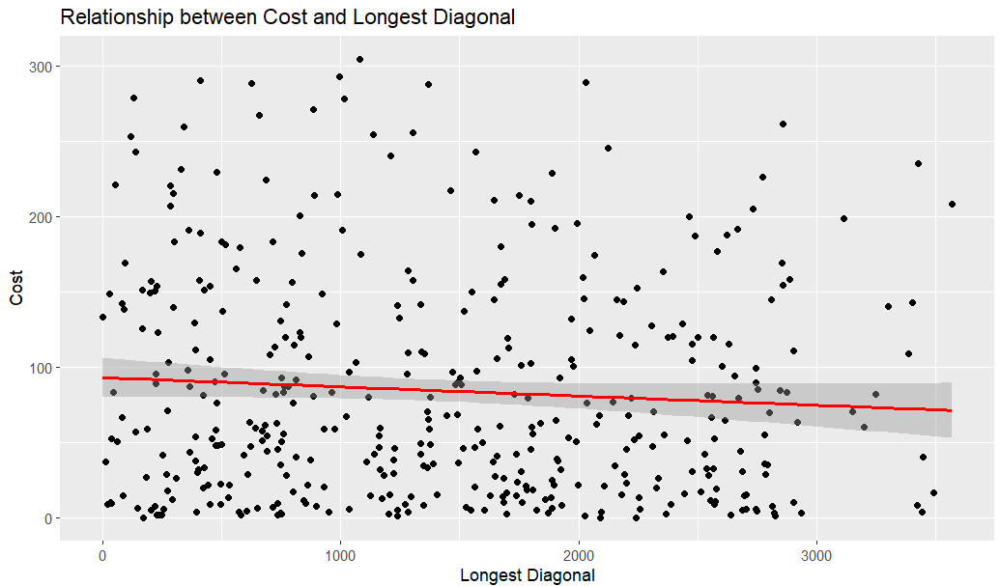 Relationship between Cost and Longest Diagonal
Cost
300
200
100
0
0 1000 2000 3000
Longest Diagonal